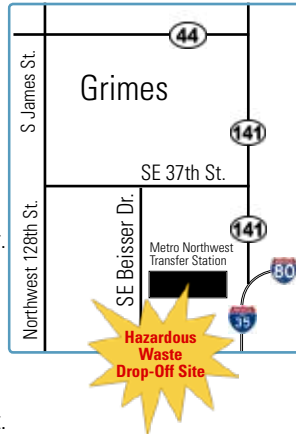 44
S James St.
Grimes
141
SE 37th St.
Northwest 128th St.
SE Beisser Dr.
141
Metro Northwest
Transfer Station
80
35
Hazardous
Waste
Drop-Off Site